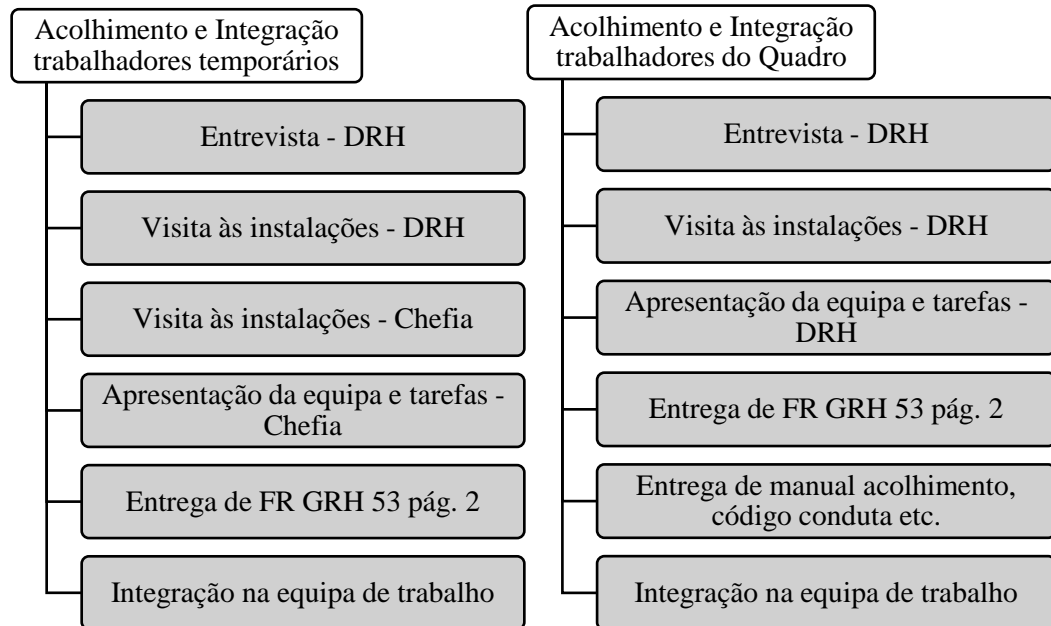 Acolhimento e Integração
trabalhadores temporários
Entrevista - DRH
Visita às instalações - DRH
Visita às instalações - Chefia
Apresentação da equipa e tarefas -
Chefia
Entrega de FR GRH 53 pág. 2
Integração na equipa de trabalho
Acolhimento e Integração
trabalhadores do Quadro
Entrevista - DRH
Visita às instalações - DRH
Apresentação da equipa e tarefas -
DRH
Entrega de FR GRH 53 pág. 2
Entrega de manual acolhimento,
código conduta etc.
Integração na equipa de trabalho